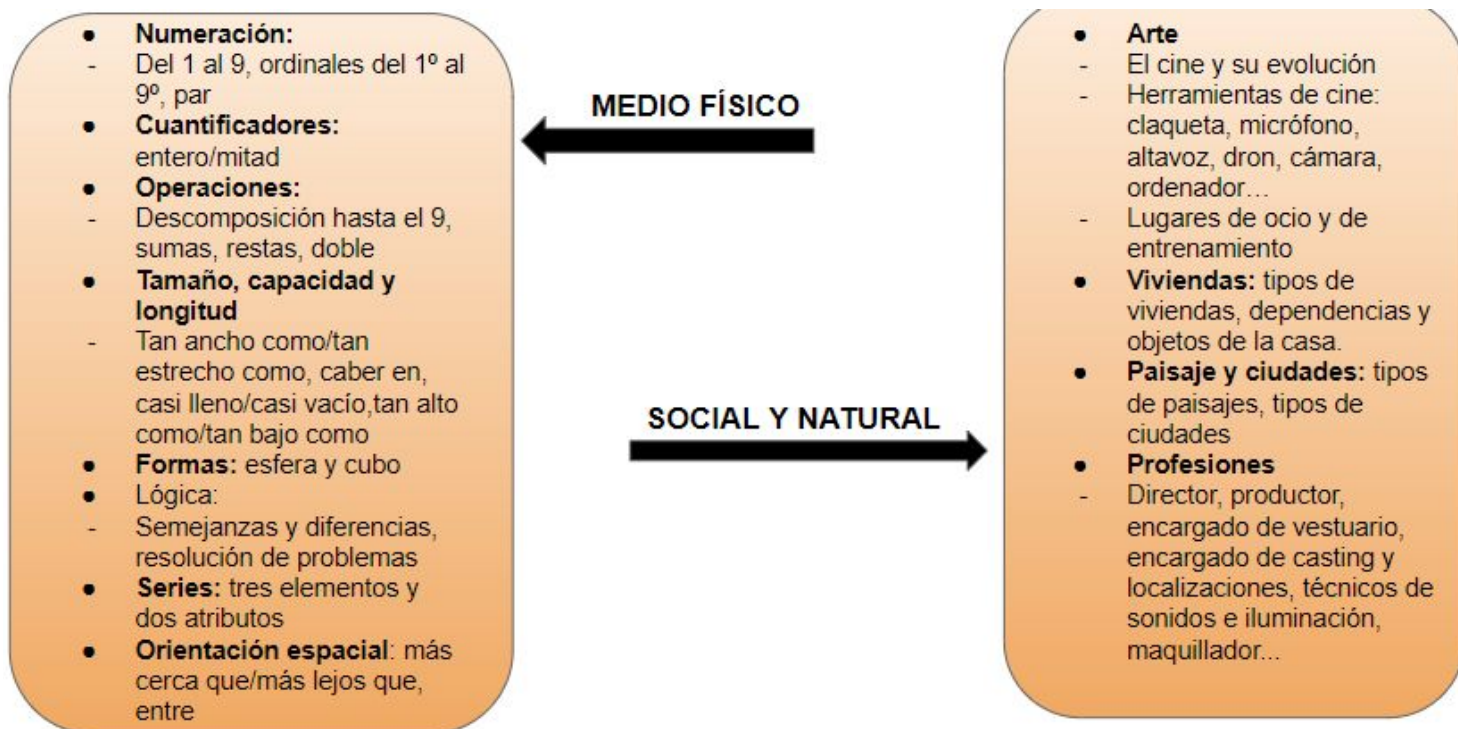 ● Numeración:
- Del 1 al 9, ordinales del 1º al
9º, par
● Cuantificadores:
entero/mitad
● Operaciones:
- Descomposición hasta el 9,
sumas, restas, doble
● Tamaño, capacidad y
longitud
- Tan ancho como/tan
estrecho como, caber en,
casi lleno/casi vacío,tan alto
como/tan bajo como
● Formas: esfera y cubo
● Lógica:
- Semejanzas y diferencias,
resolución de problemas
● Series: tres elementos y
dos atributos
● Orientación espacial: más
cerca que/más lejos que,
entre
MEDIO FÍSICO
SOCIAL Y NATURAL
● Arte
- El cine y su evolución
- Herramientas de cine:
claqueta, micrófono,
altavoz, dron, cámara,
ordenador…
- Lugares de ocio y de
entrenamiento
● Viviendas: tipos de
viviendas, dependencias y
objetos de la casa.
● Paisaje y ciudades: tipos
de paisajes, tipos de
ciudades
● Profesiones
- Director, productor,
encargado de vestuario,
encargado de casting y
localizaciones, técnicos de
sonidos e iluminación,
maquillador...